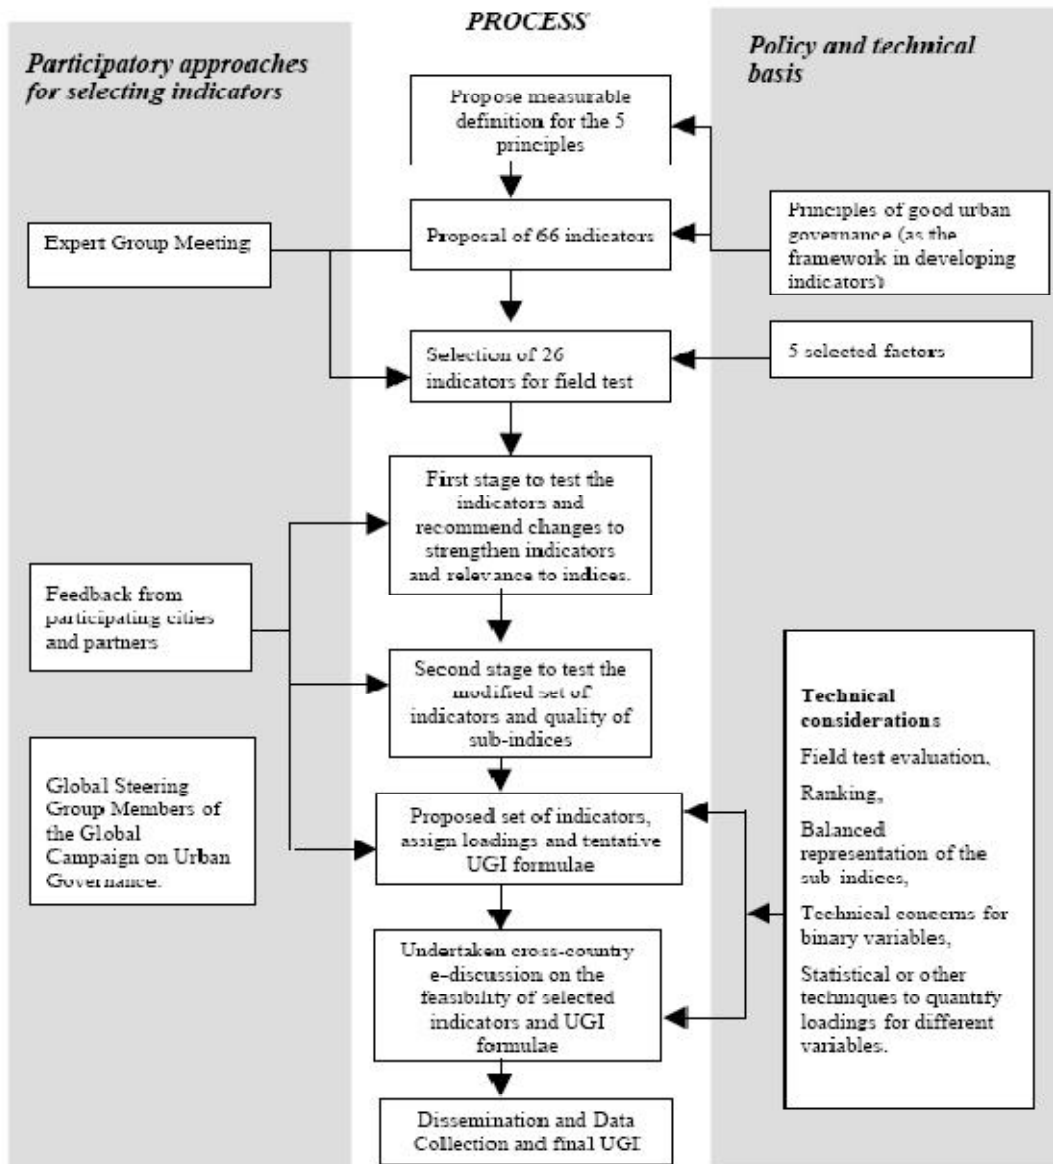 PROCESS
Participatory approaches
for selecting indicators
Policy and technical
basis
Propose measurable
definition for the 5
principles
Expert Group Meeting
Proposal of 66 indicators
Principles of good urban
governance (as the
framework in developing
indicators)
Selection of 26
indicators for field test
5 selected factors
First stage to test the
indicators and
recommend changes to
strengthen indicators
and relevance to indices.
Feedback from
participating cities
and partners
Second stage to test the
modified set of
indicators and quality of
sub-indices
Global Steering
Group Members of
the Global
Campaign on Urban
Governance.
Proposed set of indicators,
assign loadings and tentative
UGI formulae
Undertaken cross-country
e-discussion on the
feasibility of selected
indicators and UGI
formulae
Dissemination and Data
Collection and final UGI
Technical
considerations
Field test evaluation,
Ranking,
Balanced
representation of the
sub-indices,
Technical concerns for
binary variables,
Statistical or other
techniques to quantify
loadings for different
variables.